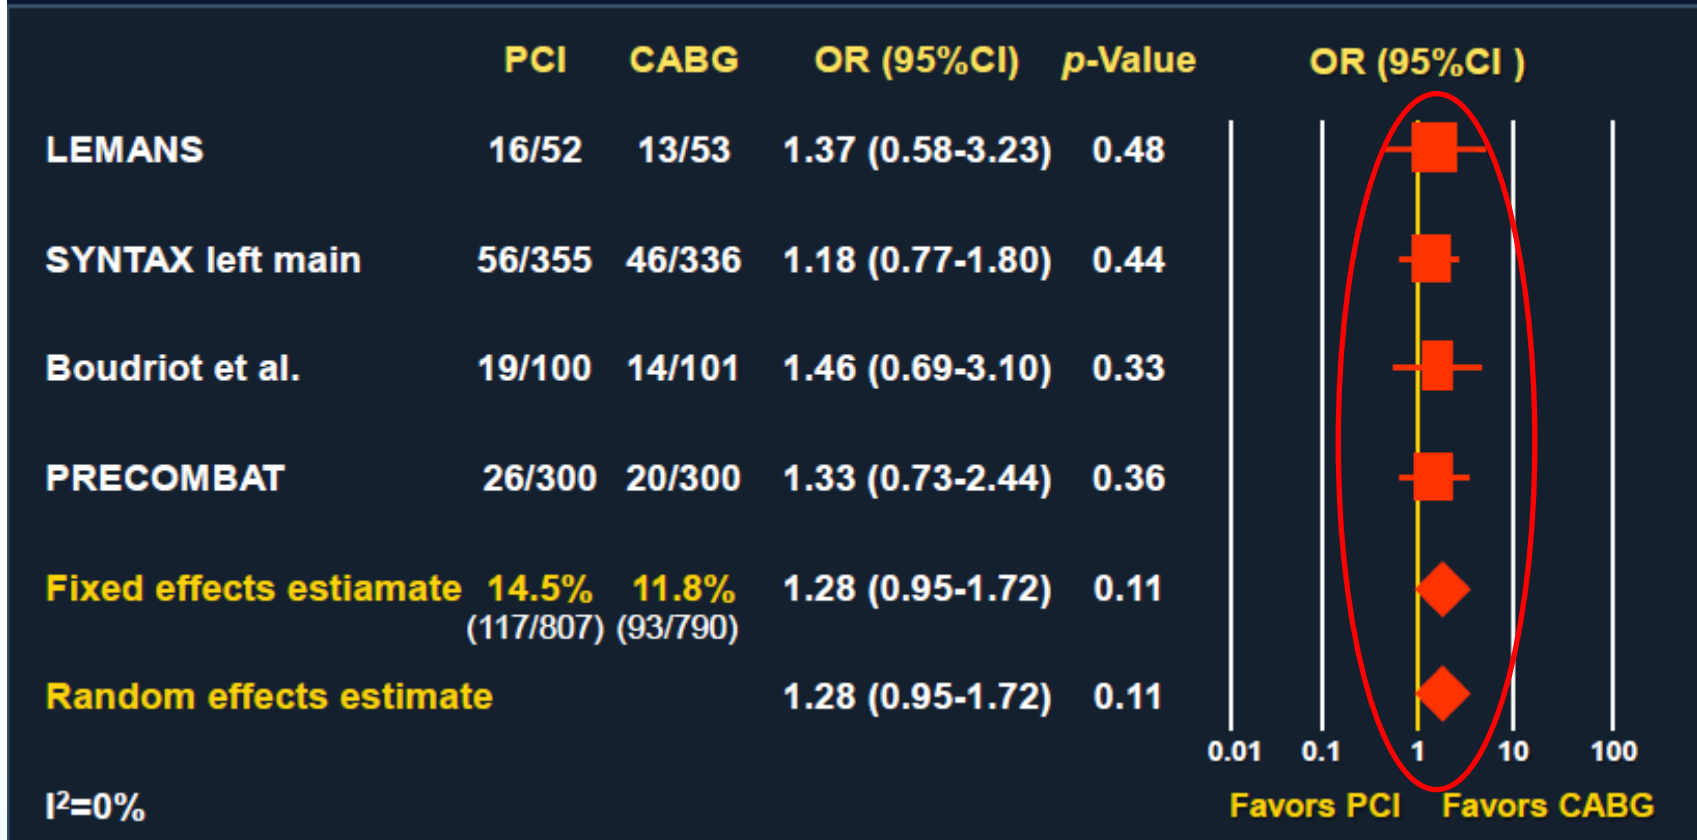 PCI CABG OR (95%CI) p-Value OR (95%CI )
LEMANS 16/52 13/53 1.37 (0.58-3.23) 0.48
SYNTAX left main 56/355 46/336 1.18 (0.77-1.80) 0.44
Boudriot et al. 19/100 14/101 1.46 (0.69-3.10) 0.33
PRECOMBAT 26/300 20/300 1.33 (0.73-2.44) 0.36
Fixed effects estiamate 14.5% 11.8% 1.28 (0.95-1.72) 0.11
(117/807) (93/790)
Random effects estimate 1.28 (0.95-1.72) 0.11
0.01 0.1 1 10 100
I²=0% Favors PCI Favors CABG